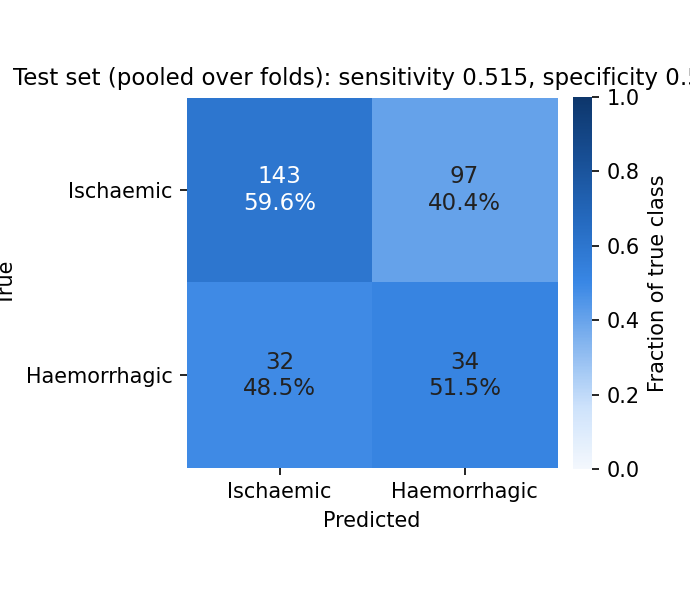 Test set (pooled over folds): sensitivity 0.515, specificity
143
59.6%
97
40.4%
32
48.5%
34
51.5%
Ischaemic
Haemorrhagic
True
Ischaemic
Haemorrhagic
Predicted
1.0
0.8
0.6
0.4
0.2
0.0
Fraction of true class